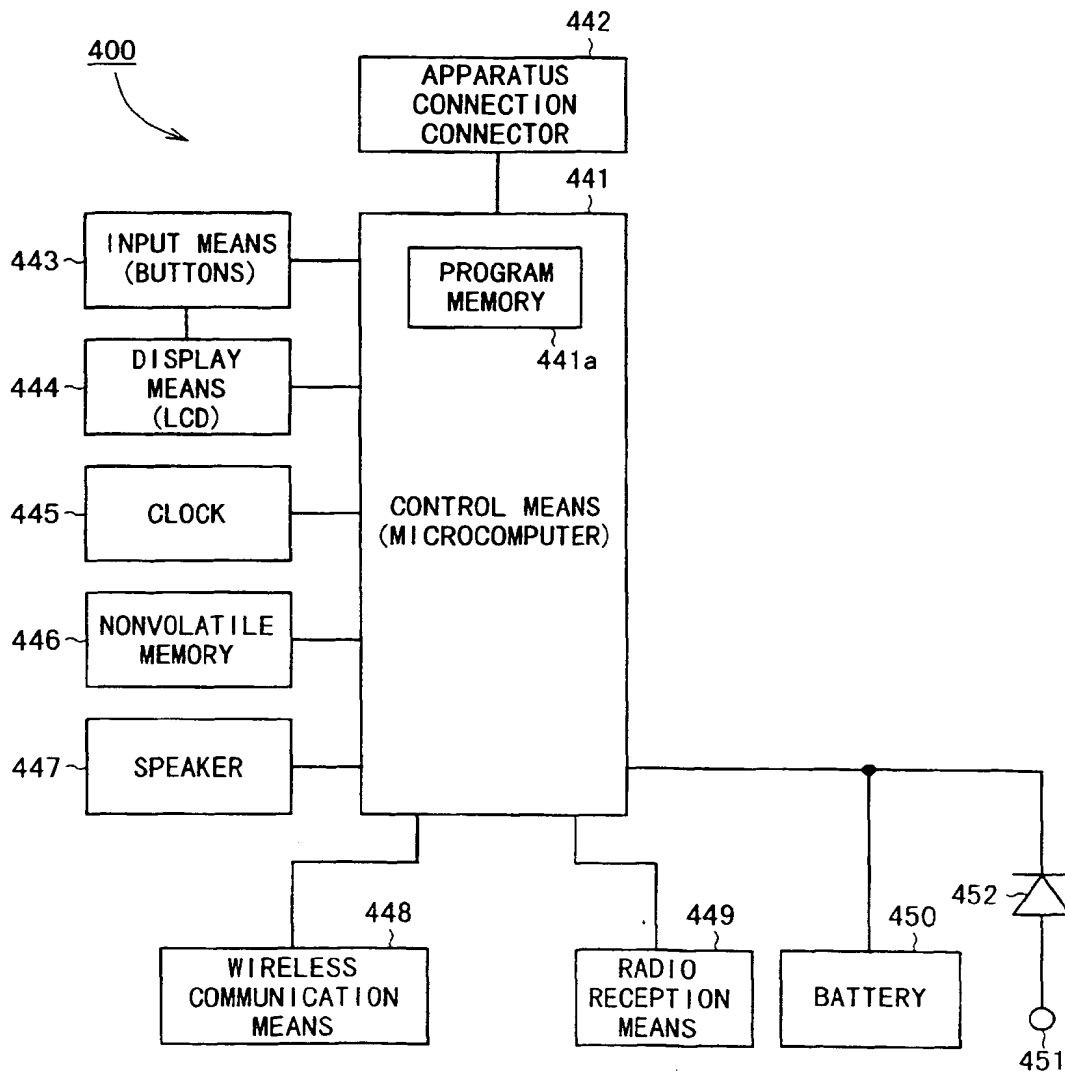 400
442
APPARATUS
CONNECTION
CONNECTOR
441
443
INPUT MEANS
(BUTTONS)
PROGRAM
MEMORY
441a
444
DISPLAY
MEANS
(LCD)
445
CLOCK
CONTROL MEANS
(MICROCOMPUTER)
446
NONVOLATILE
MEMORY
447
SPEAKER
448
WIRELESS
COMMUNICATION
MEANS
449
RADIO
RECEPTION
MEANS
450
BATTERY
452
451